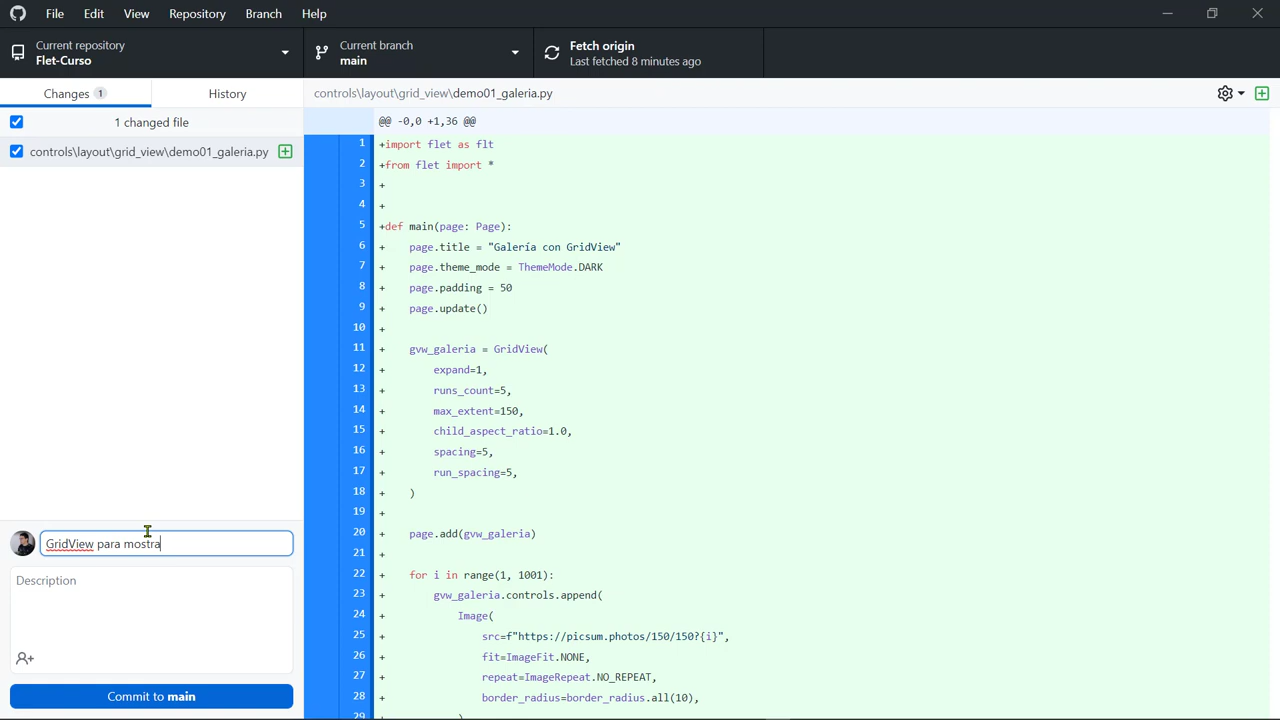 File Edit View Repository Branch Help
Current repository
Flet-Curso
Current branch
main
Fetch origin
Last fetched 8 minutes ago
Changes 1
History
1 changed file
controls\layout\grid_view\demo01_galeria.py
GridView para mostra
Description
Commit to main
controls\layout\grid_view\demo01_galeria.py
@@ -0,0 +1,36 @@
1 +import flet as flt
2 +from flet import *
3 +
4 +
5 +def main(page: Page):
6 + page.title = "Galería con GridView"
7 + page.theme_mode = ThemeMode.DARK
8 + page.padding = 50
9 + page.update()
10 +
11 + gvw_galeria = GridView(
12 + expand=1,
13 + runs_count=5,
14 + max_extent=150,
15 + child_aspect_ratio=1.0,
16 + spacing=5,
17 + run_spacing=5,
18 + )
19 +
20 + page.add(gvw_galeria)
21 +
22 + for i in range(1, 1001):
23 + gvw_galeria.controls.append(
24 + Image(
25 + src=f"https://picsum.photos/150/150?{i}",
26 + fit=ImageFit.NONE,
27 + repeat=ImageRepeat.NO_REPEAT,
28 + border_radius=border_radius.all(10),
29